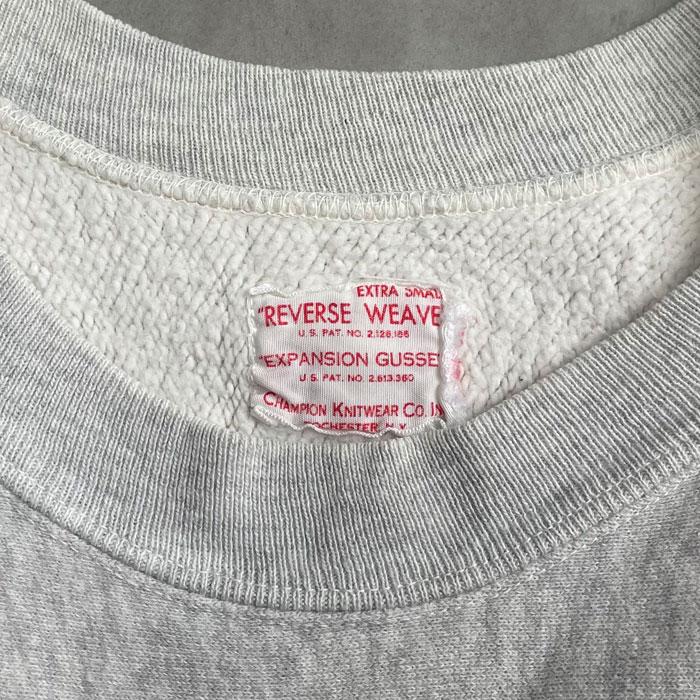 EXTRA SMAL
"REVERSE WEAVE
U.S. PAT. NO. 2,126,186
"EXPANSION GUSSET
U.S. PAT. NO. 2,613,360
CHAMPION KNITWEAR CO. IN
ROCHESTER N.Y.